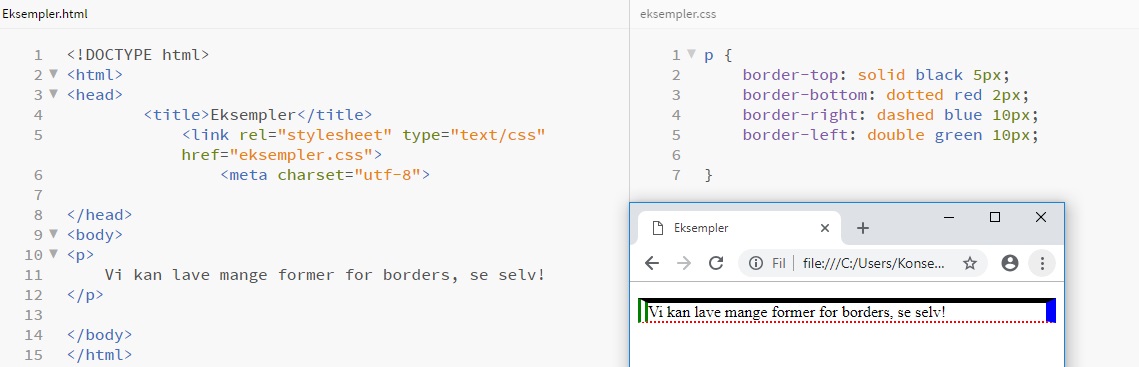 Eksempler.html
1 <!DOCTYPE html>
2 <html>
3 <head>
4 <title>Eksempler</title>
5 <link rel="stylesheet" type="text/css"
href="eksempler.css">
6 <meta charset="utf-8">
7
8 </head>
9 <body>
10 <p>
11 Vi kan lave mange former for borders, se selv!
12 </p>
13
14 </body>
15 </html>
eksempler.css
1 p {
2 border-top: solid black 5px;
3 border-bottom: dotted red 2px;
4 border-right: dashed blue 10px;
5 border-left: double green 10px;
6
7 }
Eksempler
Fil file:///C:/Users/Konse...
Vi kan lave mange former for borders, se selv!